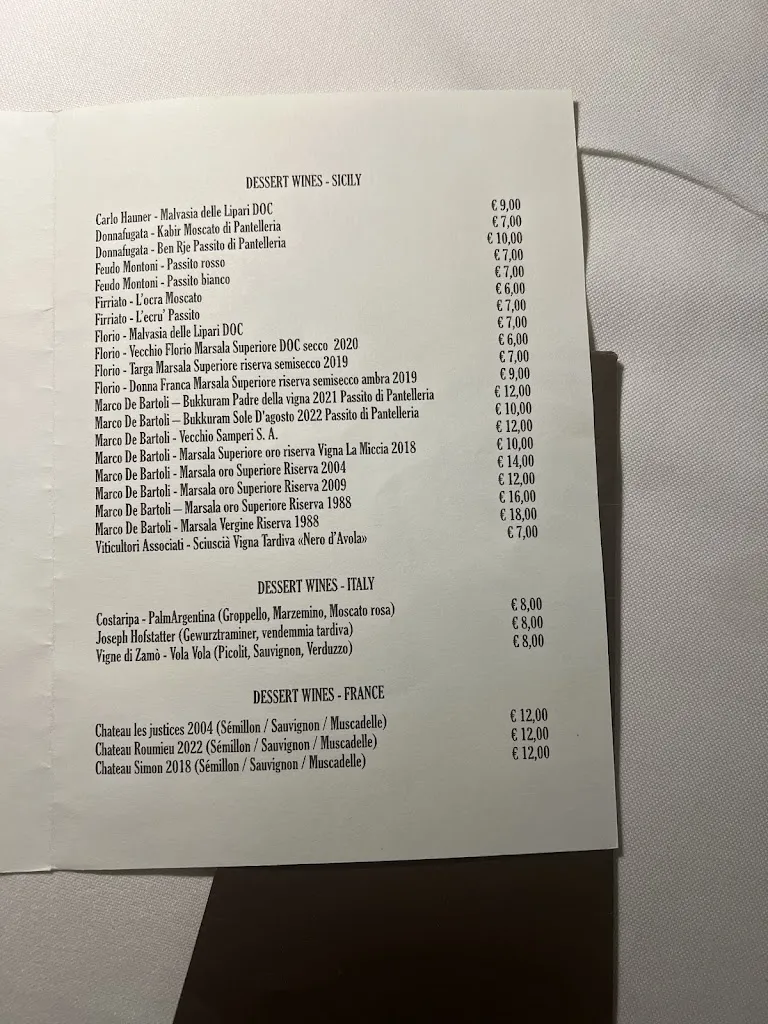 DESSERT WINES - SICILY
Carlo Hauner - Malvasia delle Lipari DOC € 9,00
Donnafugata - Kabir Moscato di Pantelleria € 7,00
Donnafugata - Ben Rje Passito di Pantelleria € 10,00
Feudo Montoni - Passito rosso € 7,00
Feudo Montoni - Passito bianco € 7,00
Firriato - L'ocra Moscato € 6,00
Firriato - L'ecru' Passito € 7,00
Florio - Malvasia delle Lipari DOC € 7,00
Florio - Vecchio Florio Marsala Superiore DOC secco 2020 € 6,00
Florio - Targa Marsala Superiore riserva semisecco 2019 € 7,00
Florio - Donna Franca Marsala Superiore riserva semisecco ambra 2019 € 9,00
Marco De Bartoli – Bukkuram Padre della vigna 2021 Passito di Pantelleria € 12,00
Marco De Bartoli – Bukkuram Sole D'agosto 2022 Passito di Pantelleria € 10,00
Marco De Bartoli - Vecchio Samperi S. A. € 12,00
Marco De Bartoli - Marsala Superiore oro riserva Vigna La Miccia 2018 € 10,00
Marco De Bartoli - Marsala oro Superiore Riserva 2004 € 14,00
Marco De Bartoli - Marsala oro Superiore Riserva 2009 € 12,00
Marco De Bartoli – Marsala oro Superiore Riserva 1988 € 16,00
Marco De Bartoli - Marsala Vergine Riserva 1988 € 18,00
Viticultori Associati - Sciuscià Vigna Tardiva «Nero d'Avola» € 7,00
DESSERT WINES - ITALY
Costaripa - PalmArgentina (Groppello, Marzemino, Moscato rosa) € 8,00
Joseph Hofstatter (Gewurztraminer, vendemmia tardiva) € 8,00
Vigne di Zamò - Vola Vola (Picolit, Sauvignon, Verduzzo) € 8,00
DESSERT WINES - FRANCE
Chateau les justices 2004 (Sémillon / Sauvignon / Muscadelle) € 12,00
Chateau Roumieu 2022 (Sémillon / Sauvignon / Muscadelle) € 12,00
Chateau Simon 2018 (Sémillon / Sauvignon / Muscadelle) € 12,00